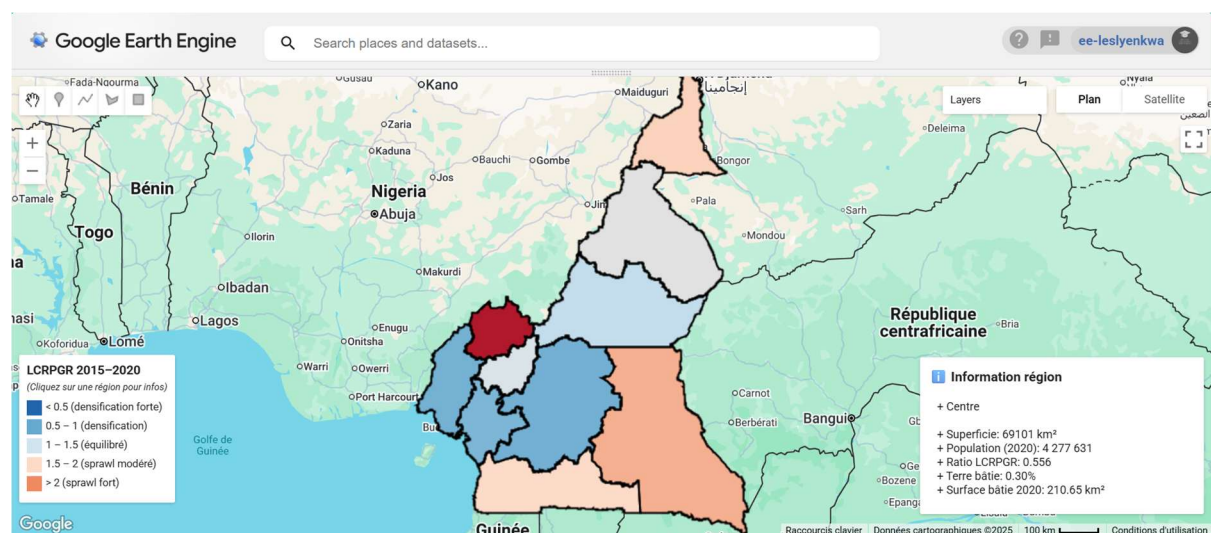 Google Earth Engine
Search places and datasets...
ee-leslyenkwa
Fada-Ngourma
Gusau
Kano
Maiduguri
إنجامينا
Nyala
Layers
Plan
Satellite
Zaria
Deleima
Kaduna
Bauchi
Gombe
Bongor
Jos
Bénin
Nigeria
Tamale
Abuja
Pala
Sarh
Togo
Ilorin
Moundou
Makurdi
Ibadan
République
centrafricaine
Bria
Lagos
Enugu
Onitsha
Koforidua
Lomé
Warri
Owerri
Port Harcourt
LCRPGR 2015–2020
(Cliquez sur une région pour infos)
< 0.5 (densification forte)
0.5 – 1 (densification)
1 – 1.5 (équilibré)
1.5 – 2 (sprawl modéré)
> 2 (sprawl fort)
Golfe de
Guinée
Carnot
Berbérati
Bangui
Information région
+ Centre
+ Superficie: 69101 km²
+ Population (2020): 4 277 631
+ Ratio LCRPGR: 0.556
+ Terre bâtie: 0.30%
+ Surface bâtie 2020: 210.65 km²
Bozene
Google
Guinée
Raccourcis clavier
Données cartographiques ©2025
100 km
Conditions d'utilisation